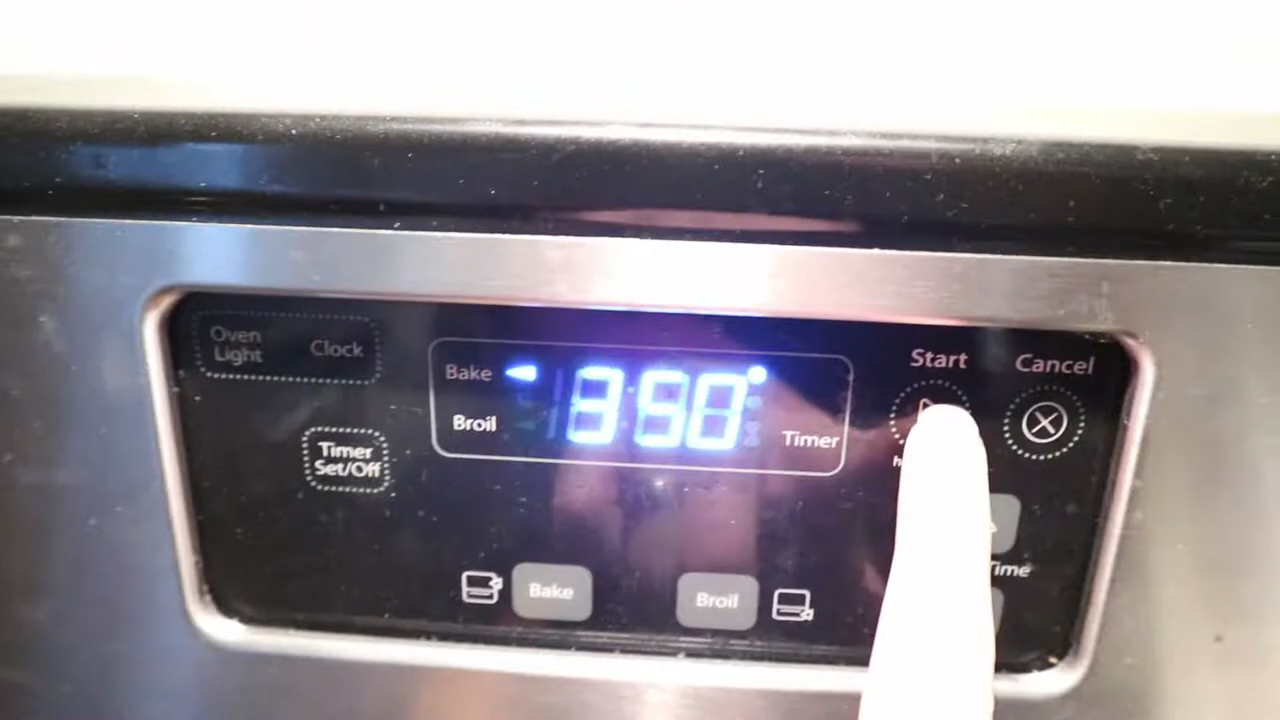 Oven
Light
Clock
Timer
Set/Off
Bake
Broil
350°
Timer
Start
Cancel
Time
Bake
Broil